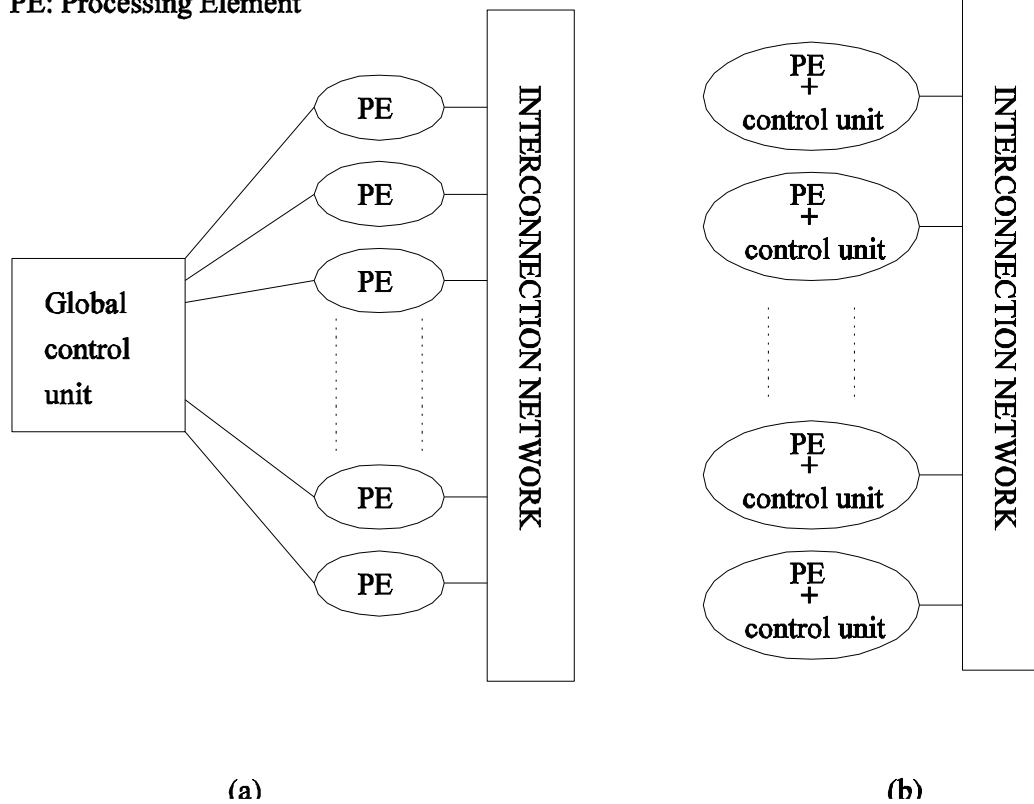 PE: Processing Element
PE
PE
PE
Global
control
unit
PE
PE
INTERCONNECTION NETWORK
(a)
PE
+
control unit
PE
+
control unit
PE
+
control unit
PE
+
control unit
INTERCONNECTION NETWORK
(b)